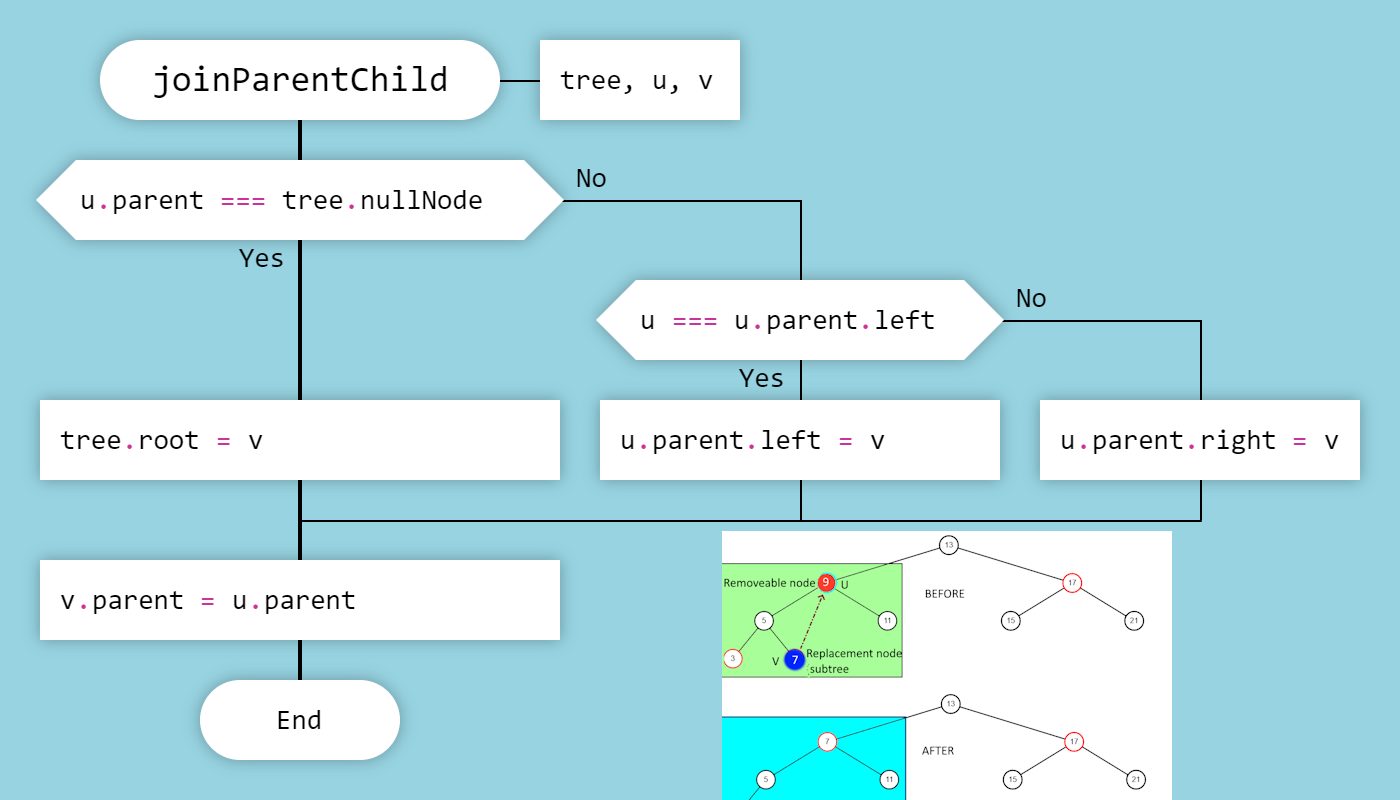 joinParentChild
tree, u, v
u.parent === tree.nullNode
No
Yes
u === u.parent.left
No
Yes
tree.root = v
u.parent.left = v
u.parent.right = v
v.parent = u.parent
End
13
Removeable node 9 U
BEFORE
17
5
11
15
21
3
V 7 Replacement node
subtree
13
7
AFTER
17
5
11
15
21